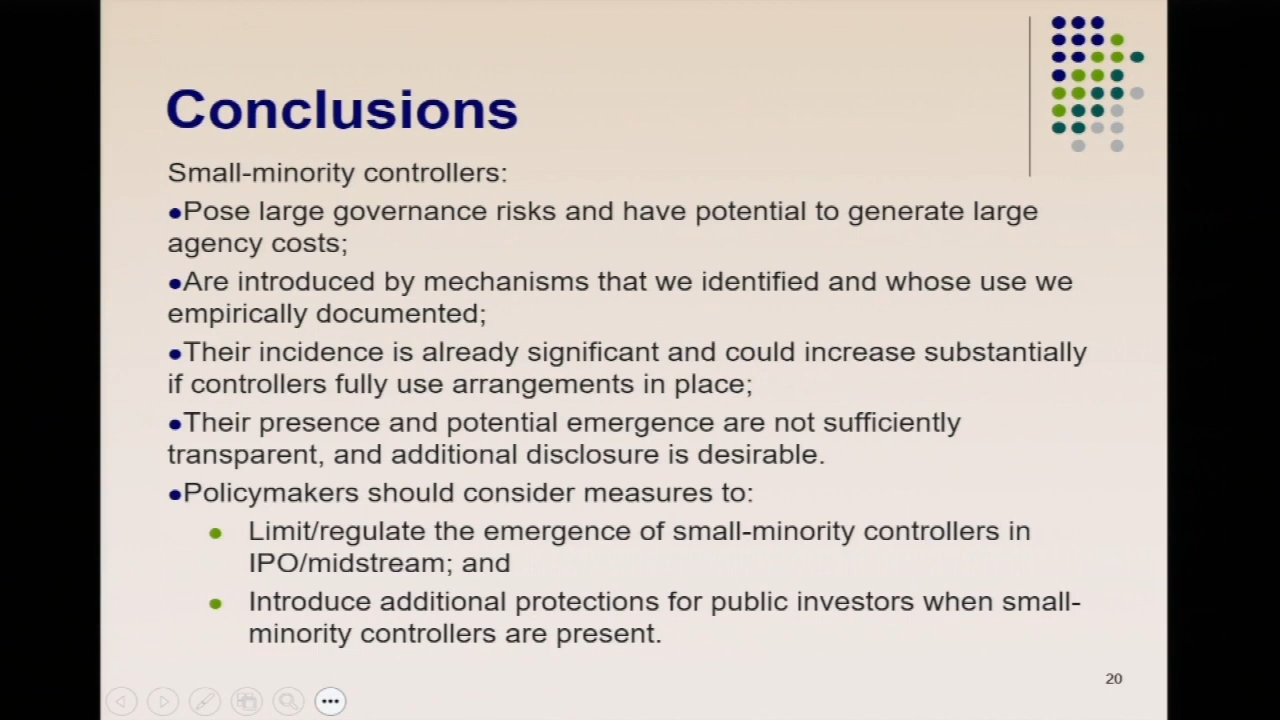 Conclusions
Small-minority controllers:
●Pose large governance risks and have potential to generate large
agency costs;
●Are introduced by mechanisms that we identified and whose use we
empirically documented;
●Their incidence is already significant and could increase substantially
if controllers fully use arrangements in place;
●Their presence and potential emergence are not sufficiently
transparent, and additional disclosure is desirable.
●Policymakers should consider measures to:
● Limit/regulate the emergence of small-minority controllers in
IPO/midstream; and
● Introduce additional protections for public investors when small-
minority controllers are present.
20